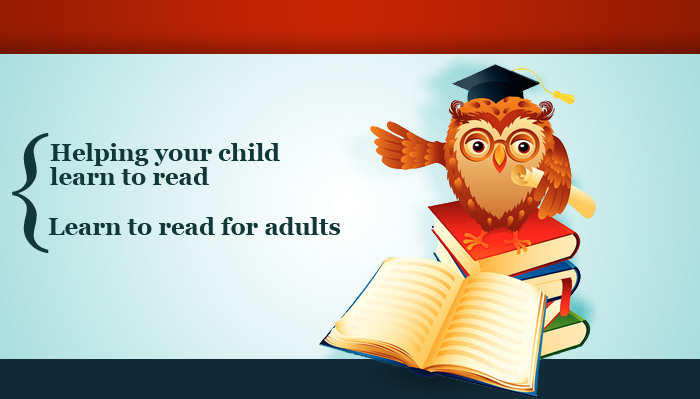 Helping your child
learn to read
Learn to read for adults